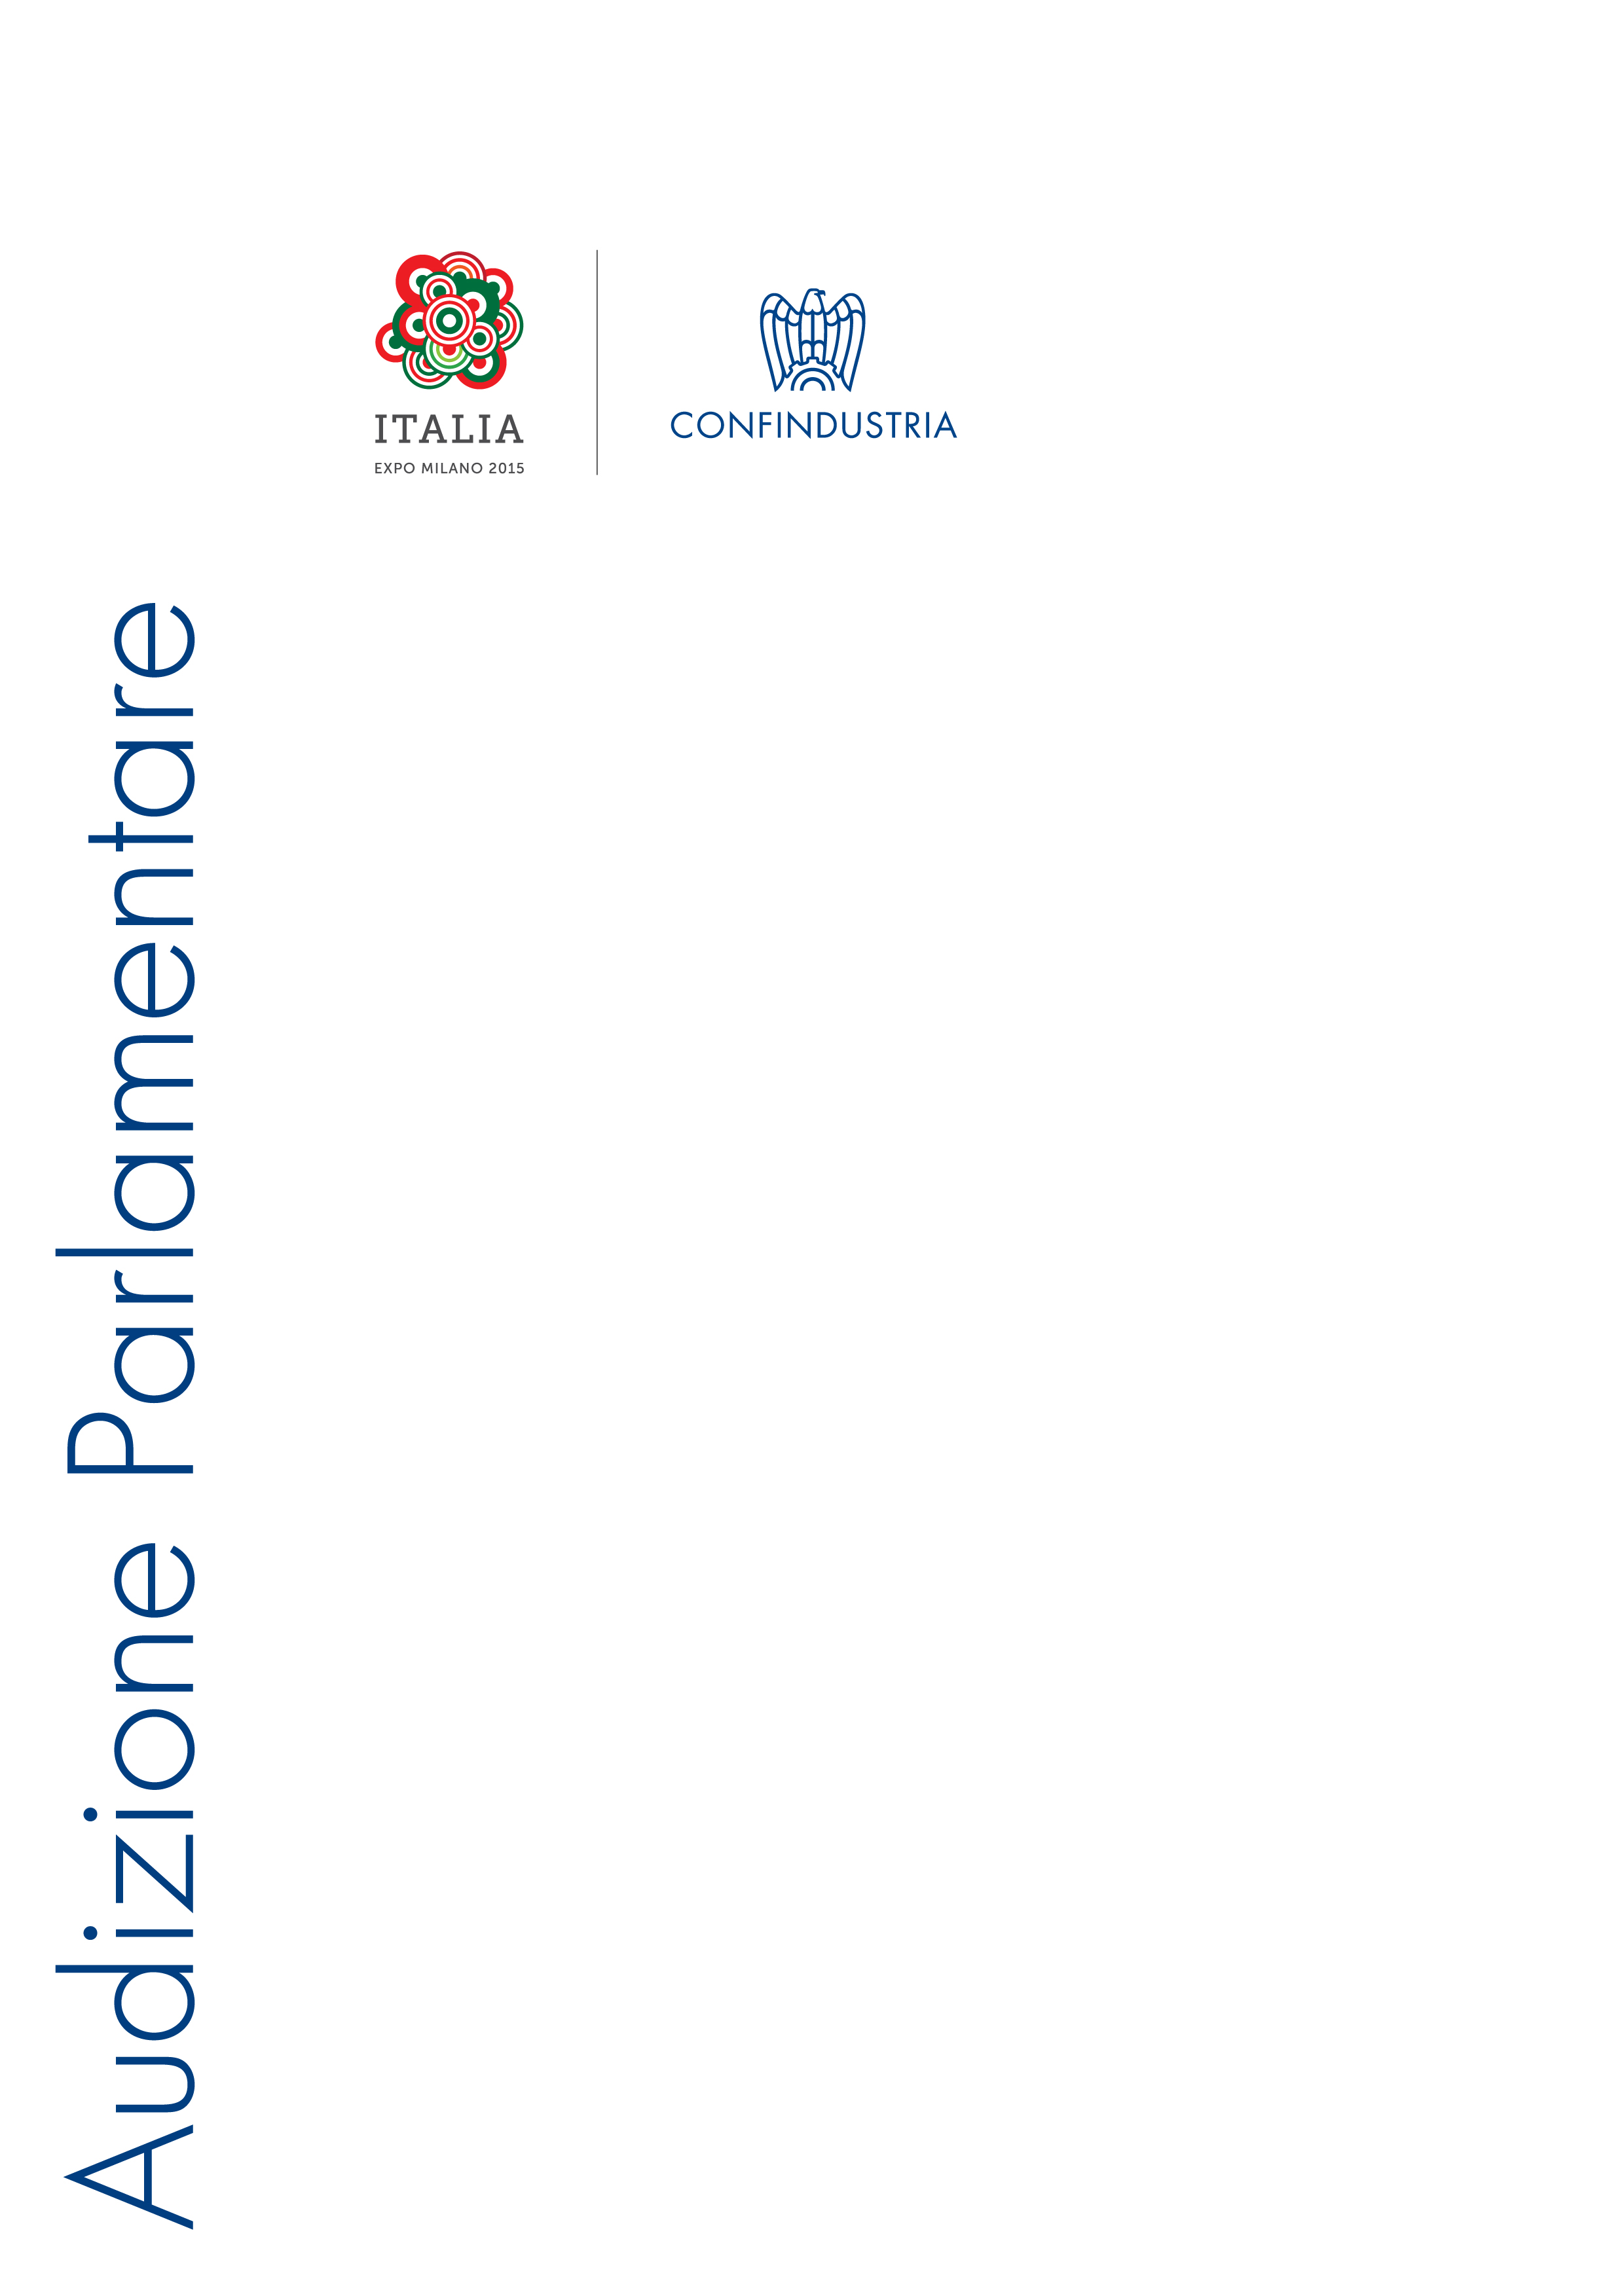 ITALIA
EXPO MILANO 2015
CONFINDUSTRIA
Audizione Parlamentare